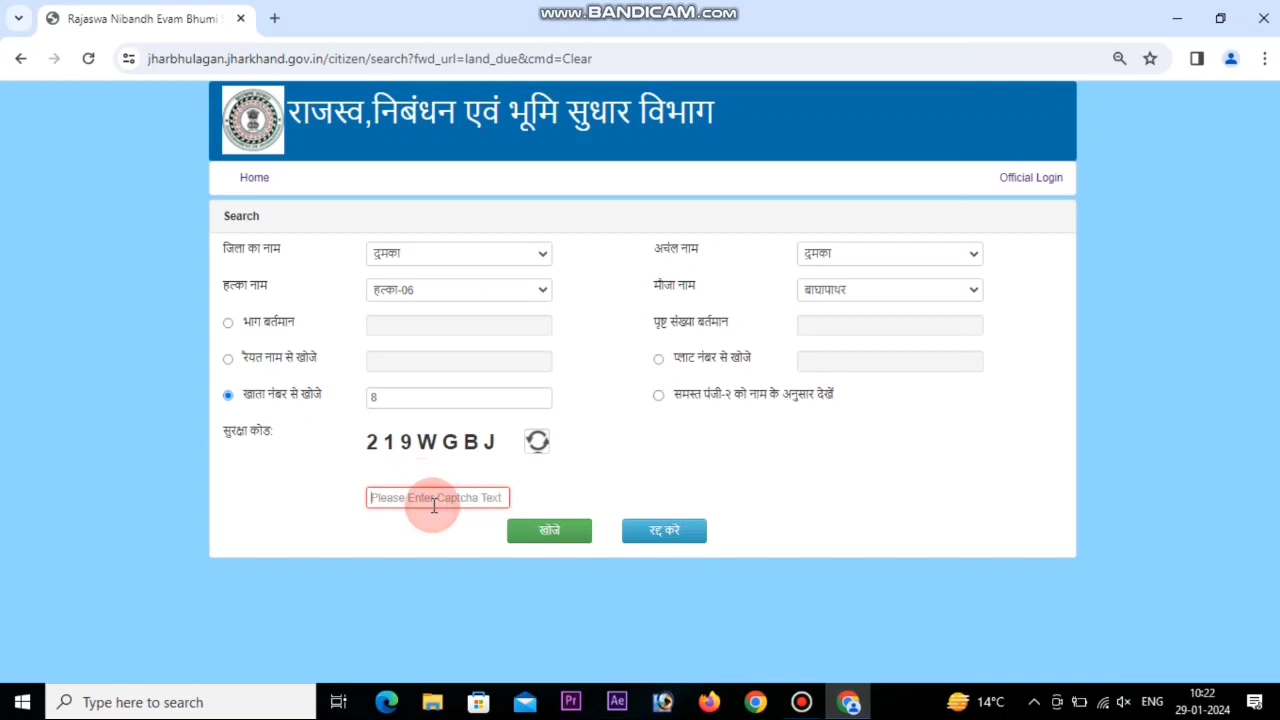 Rajaswa Nibandh Evam Bhumi S
www.BANDICAM.com
jharbhulagan.jharkhand.gov.in/citizen/search?fwd_url=land_due&cmd=Clear
राजस्व,निबंधन एवं भूमि सुधार विभाग
Home Official Login
Search
जिला का नाम दुमका अचंल नाम दुमका
हल्का नाम हल्का-06 मौजा नाम बाघापाथर
भाग बर्तमान पृष्ट संख्या बर्तमान
रैयत नाम से खोजे प्लाट नंबर से खोजे
खाता नंबर से खोजे 8 समस्त पंजी-२ को नाम के अनुसार देखें
सुरक्षा कोड: 2 1 9 W G B J
Please Enter Captcha Text
खोजे रद्द करे
Type here to search Pr Ae 14°C ENG 10:22
29-01-2024